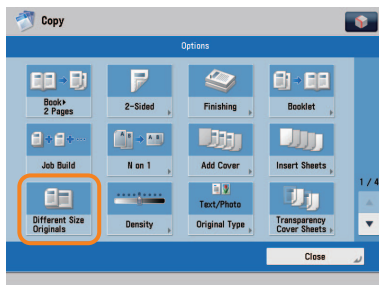 Copy
Options
Book▸
2 Pages
2-Sided
Finishing
Booklet
Job Build
N on 1
Add Cover
Insert Sheets
1 / 4
Different Size
Originals
Density
Text/Photo
Original Type
Transparency
Cover Sheets
Close